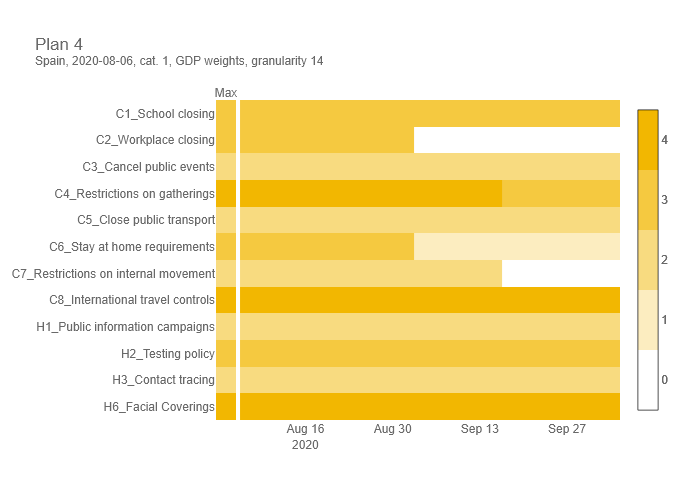 Plan 4
Spain, 2020-08-06, cat. 1, GDP weights, granularity 14
Max
C1_School closing
C2_Workplace closing
C3_Cancel public events
C4_Restrictions on gatherings
C5_Close public transport
C6_Stay at home requirements
C7_Restrictions on internal movement
C8_International travel controls
H1_Public information campaigns
H2_Testing policy
H3_Contact tracing
H6_Facial Coverings
4
3
2
1
0
Aug 16 Aug 30 Sep 13 Sep 27
2020